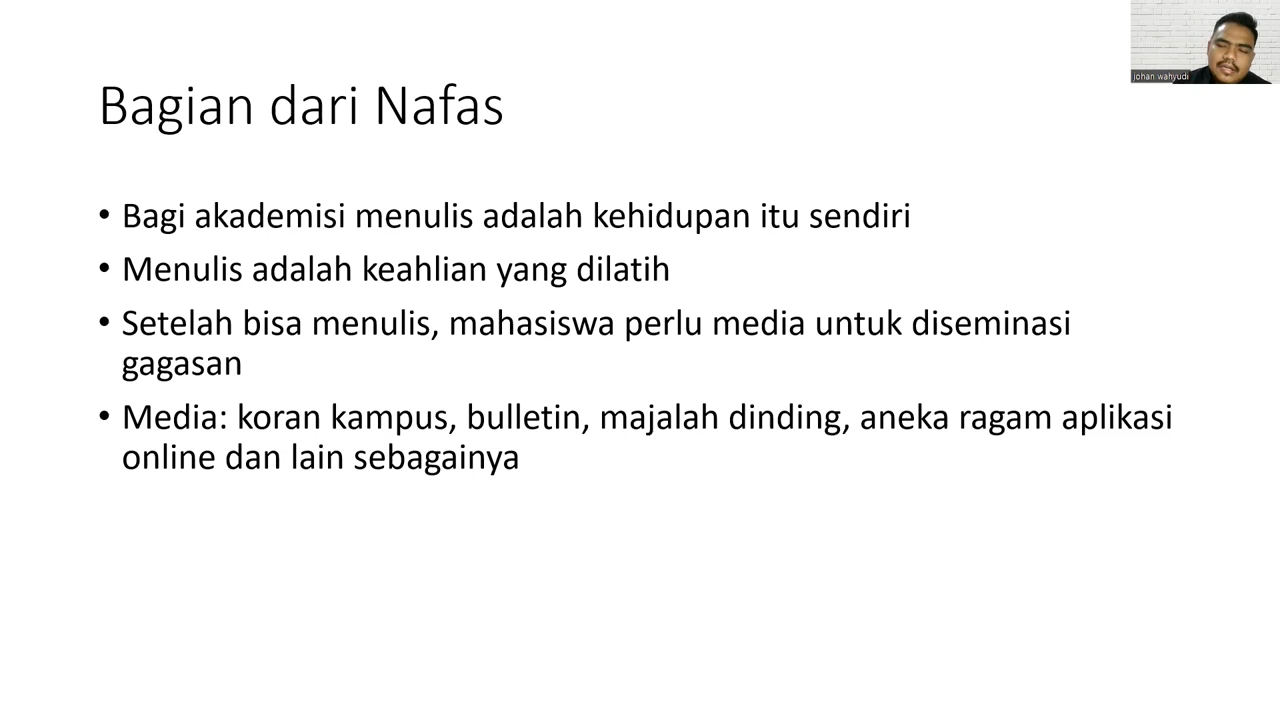 johan wahyudi
Bagian dari Nafas
• Bagi akademisi menulis adalah kehidupan itu sendiri
• Menulis adalah keahlian yang dilatih
• Setelah bisa menulis, mahasiswa perlu media untuk diseminasi
gagasan
• Media: koran kampus, bulletin, majalah dinding, aneka ragam aplikasi
online dan lain sebagainya